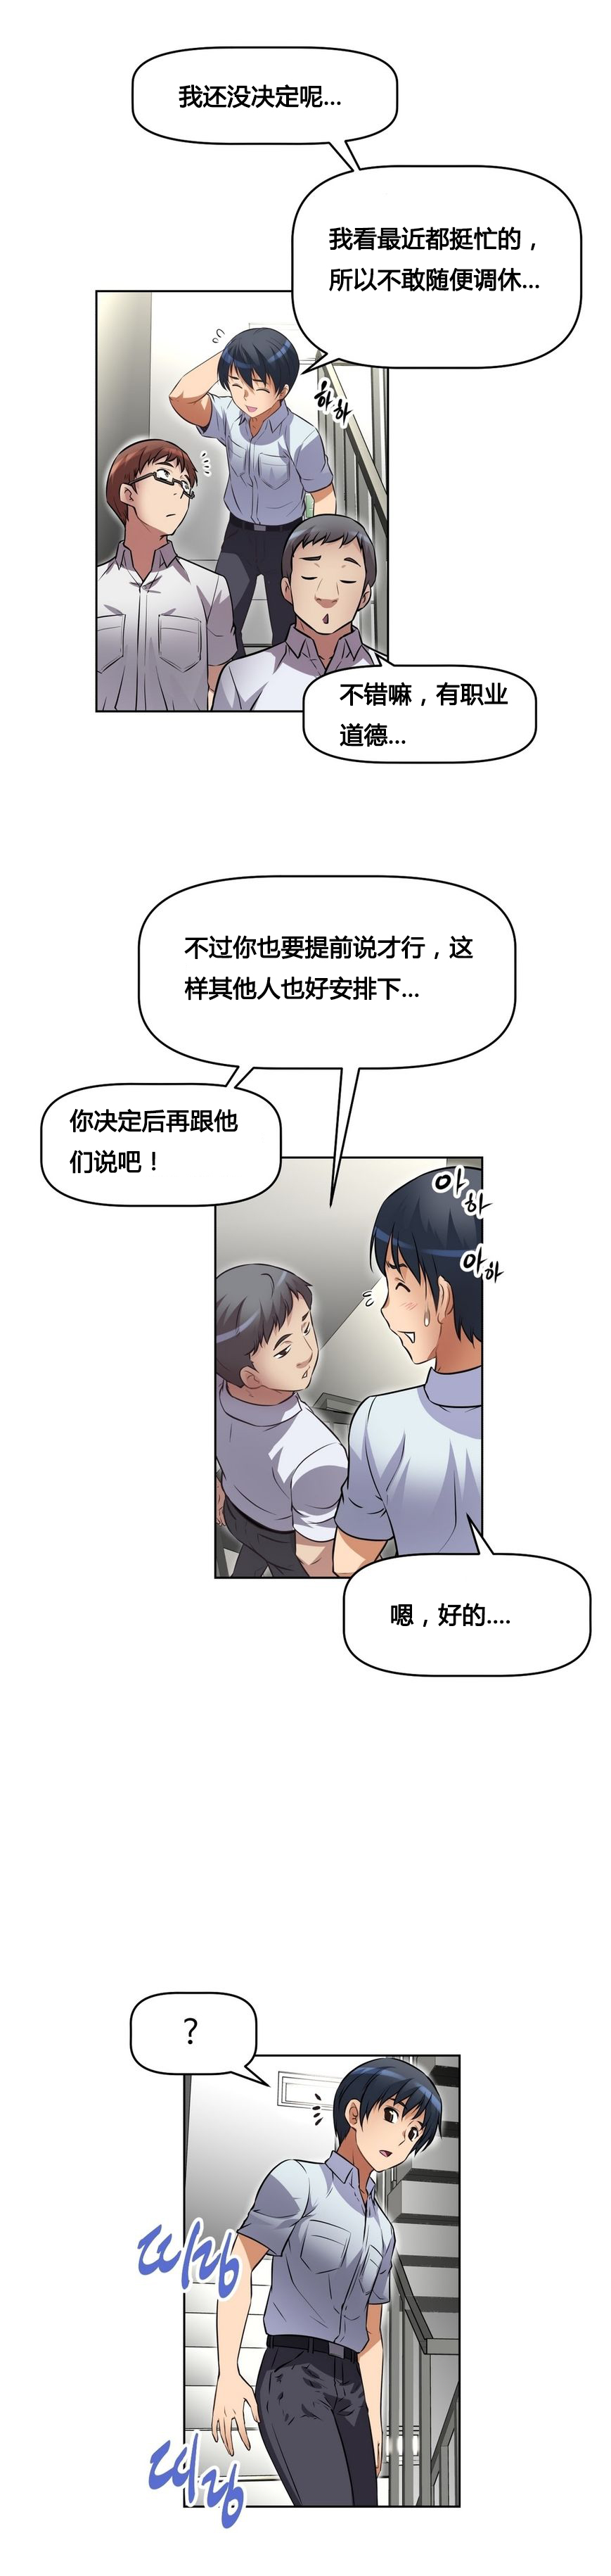 我还没决定呢...
我看最近都挺忙的，
所以不敢随便调休...
하하
不错嘛，有职业
道德...
不过你也要提前说才行，这
样其他人也好安排下...
你决定后再跟他
们说吧！
아하
아하
嗯，好的....
？
띠링
띠링